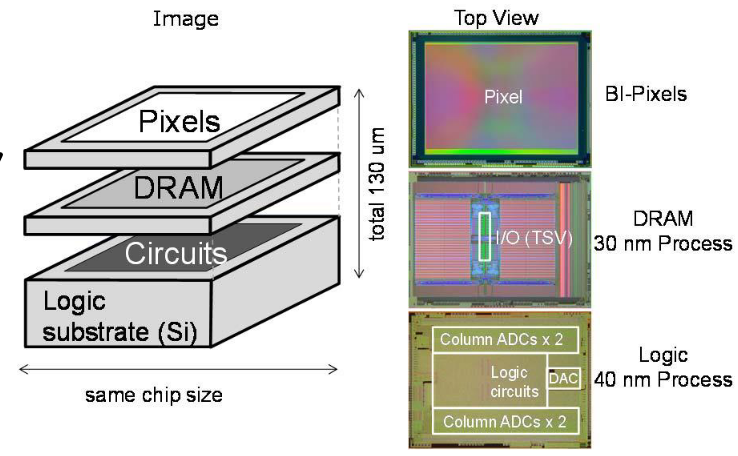 Image
Top View
Pixels
DRAM
Circuits
Logic
substrate (Si)
total 130 um
same chip size
Pixel
BI-Pixels
I/O (TSV)
DRAM
30 nm Process
Column ADCs x 2
Logic
circuits
DAC
Column ADCs x 2
Logic
40 nm Process